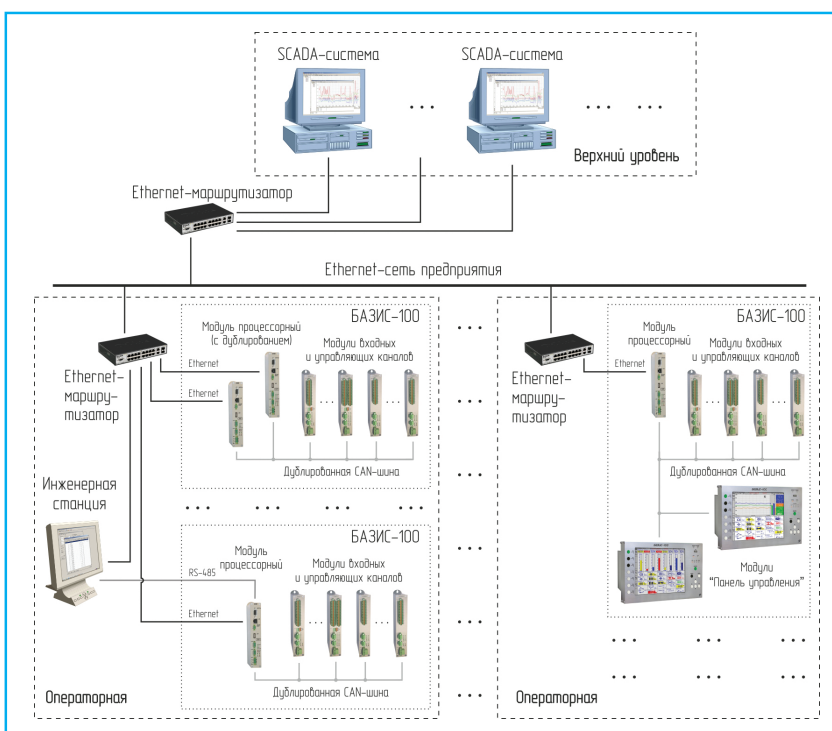 SCADA-система
SCADA-система
Верхний уровень
Ethernet-маршрутизатор
Ethernet-сеть предприятия
БАЗИС-100
Модуль процессорный
(с дублированием)
Модули входных
и управляющих каналов
Ethernet
Ethernet
Ethernet-
маршру-
тизатор
Дублированная CAN-шина
Инженерная
станция
БАЗИС-100
Модуль
процессорный
Модули входных
и управляющих каналов
RS-485
Ethernet
Дублированная CAN-шина
Операторная
БАЗИС-100
Модуль
процессорный
Модули входных
и управляющих каналов
Ethernet
Ethernet-
маршру-
тизатор
Дублированная CAN-шина
Модули
"Панель управления"
Операторная